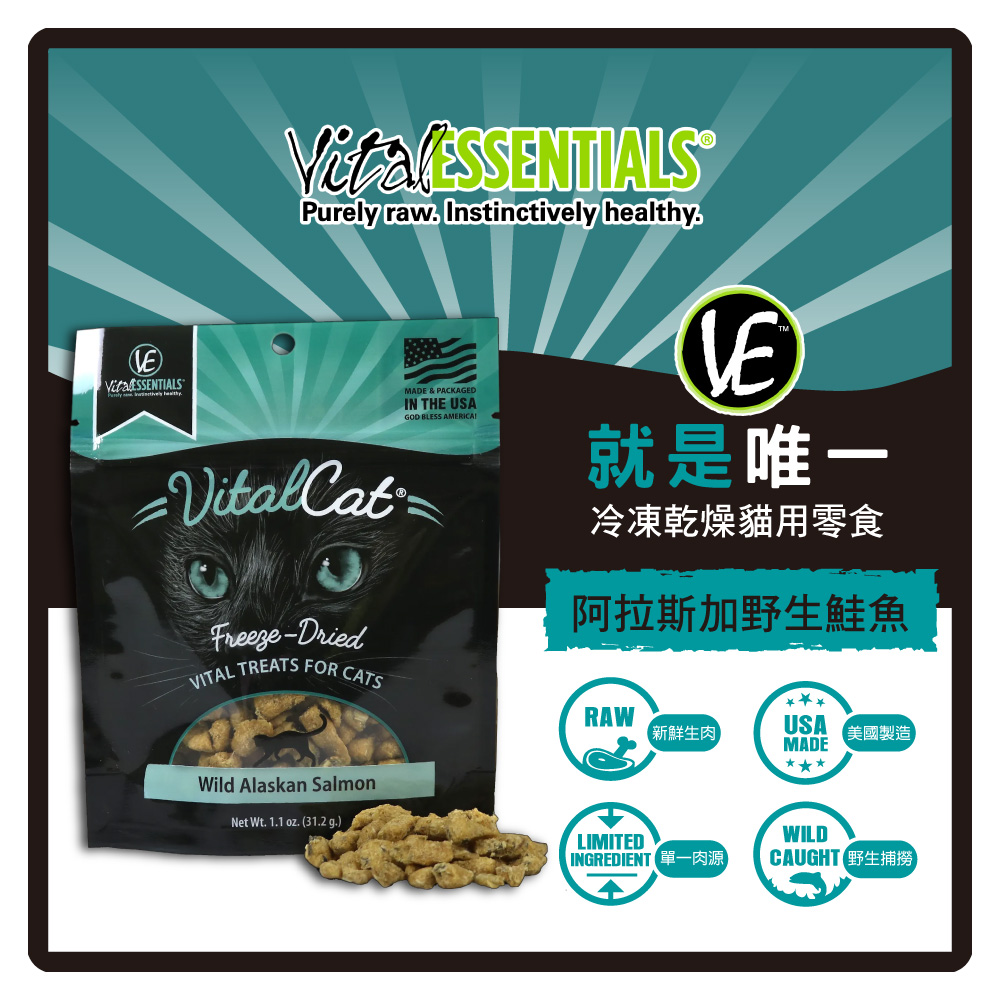 VitalESSENTIALS®
Purely raw. Instinctively healthy.
VE™
就是唯一
冷凍乾燥貓用零食
阿拉斯加野生鮭魚
RAW
新鮮生肉
USA
MADE
美國製造
LIMITED
INGREDIENT
單一肉源
WILD
CAUGHT
野生捕撈
VE
VitalESSENTIALS®
Purely raw. Instinctively healthy.
MADE & PACKAGED
IN THE USA
GOD BLESS AMERICA!
VitalCat®
Freeze-Dried
VITAL TREATS FOR CATS
Wild Alaskan Salmon
Net Wt. 1.1 oz. (31.2 g.)